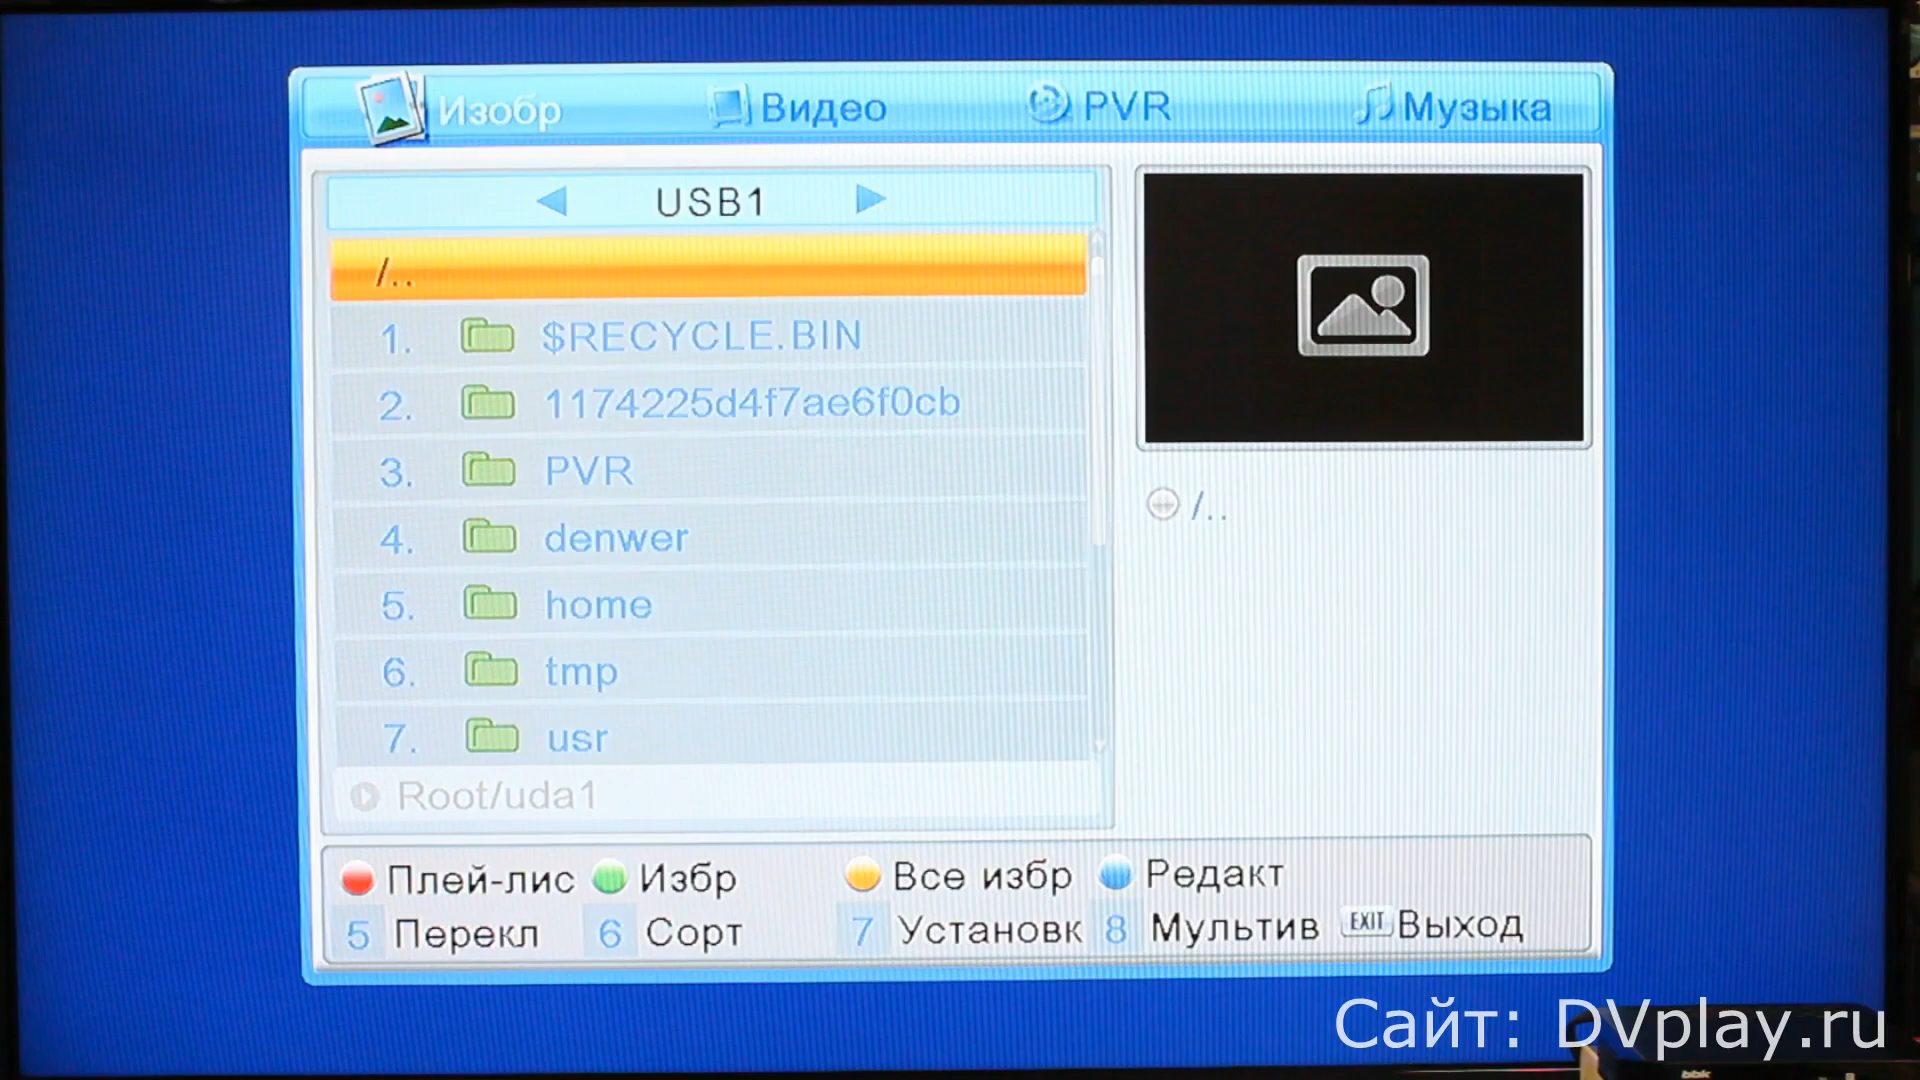 Изобр
Видео
PVR
Музыка
USB1
/..
1. $RECYCLE.BIN
2. 1174225d4f7ae6f0cb
3. PVR
4. denwer
5. home
6. tmp
7. usr
Root/uda1
/..
Плей-лис
Избр
Все избр
Редакт
5 Перекл
6 Сорт
7 Установк
8 Мультив
EXIT Выход
Сайт: DVplay.ru
bbk